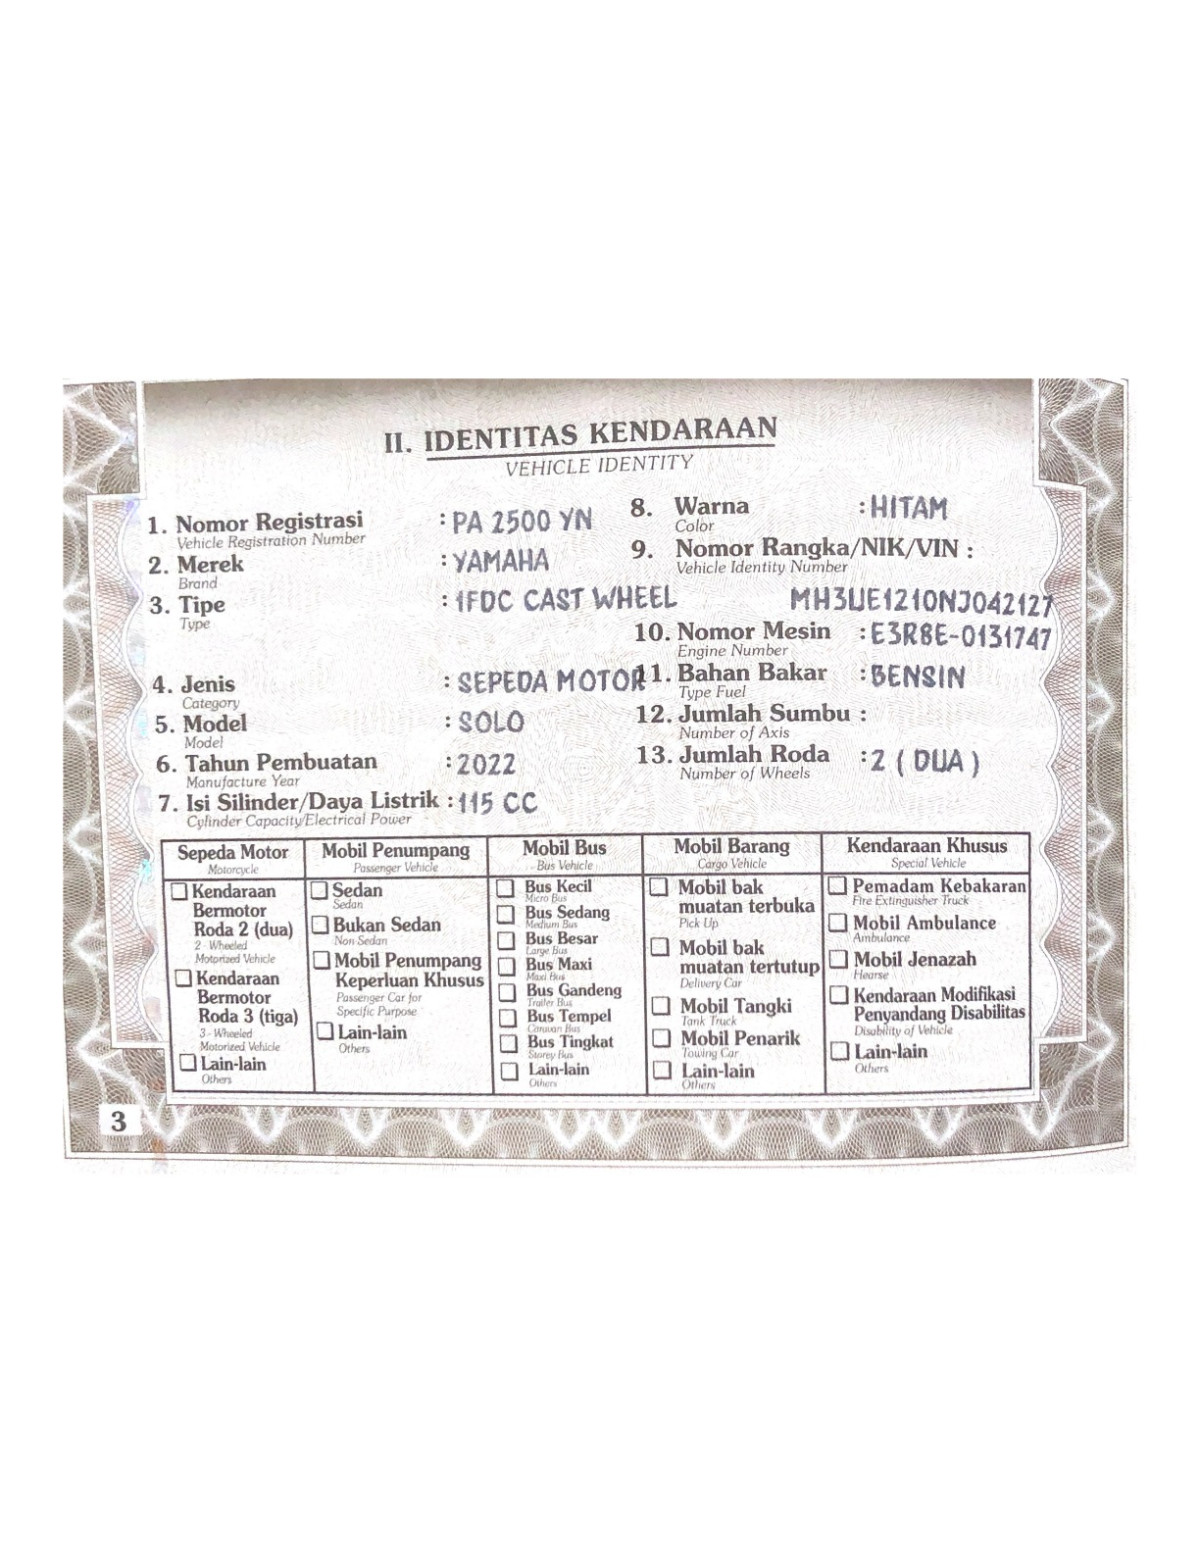 II. IDENTITAS KENDARAAN
VEHICLE IDENTITY
1. Nomor Registrasi : PA 2500 YN
Vehicle Registration Number
2. Merek : YAMAHA
Brand
3. Tipe : 1FDC CAST WHEEL
Type
4. Jenis : SEPEDA MOTOR
Category
5. Model : SOLO
Model
6. Tahun Pembuatan : 2022
Manufacture Year
7. Isi Silinder/Daya Listrik : 115 CC
Cylinder Capacity/Electrical Power
8. Warna : HITAM
Color
9. Nomor Rangka/NIK/VIN :
Vehicle Identity Number
MH3UE1210NJ042127
10. Nomor Mesin : E3R8E-0131747
Engine Number
11. Bahan Bakar : BENSIN
Type Fuel
12. Jumlah Sumbu :
Number of Axis
13. Jumlah Roda : 2 ( DUA )
Number of Wheels
Sepeda Motor
Motorcycle
Kendaraan
Bermotor
Roda 2 (dua)
2 - Wheeled
Motorized Vehicle
Kendaraan
Bermotor
Roda 3 (tiga)
3 - Wheeled
Motorized Vehicle
Lain-lain
Others
Mobil Penumpang
Passenger Vehicle
Sedan
Sedan
Bukan Sedan
Non Sedan
Mobil Penumpang
Keperluan Khusus
Passenger Car for
Specific Purpose
Lain-lain
Others
Mobil Bus
Bus Vehicle
Bus Kecil
Micro Bus
Bus Sedang
Medium Bus
Bus Besar
Large Bus
Bus Maxi
Maxi Bus
Bus Gandeng
Trailer Bus
Bus Tempel
Caravan Bus
Bus Tingkat
Storey Bus
Lain-lain
Others
Mobil Barang
Cargo Vehicle
Mobil bak
muatan terbuka
Pick Up
Mobil bak
muatan tertutup
Delivery Car
Mobil Tangki
Tank Truck
Mobil Penarik
Towing Car
Lain-lain
Others
Kendaraan Khusus
Special Vehicle
Pemadam Kebakaran
Fire Extinguisher Truck
Mobil Ambulance
Ambulance
Mobil Jenazah
Hearse
Kendaraan Modifikasi
Penyandang Disabilitas
Disability of Vehicle
Lain-lain
Others
3